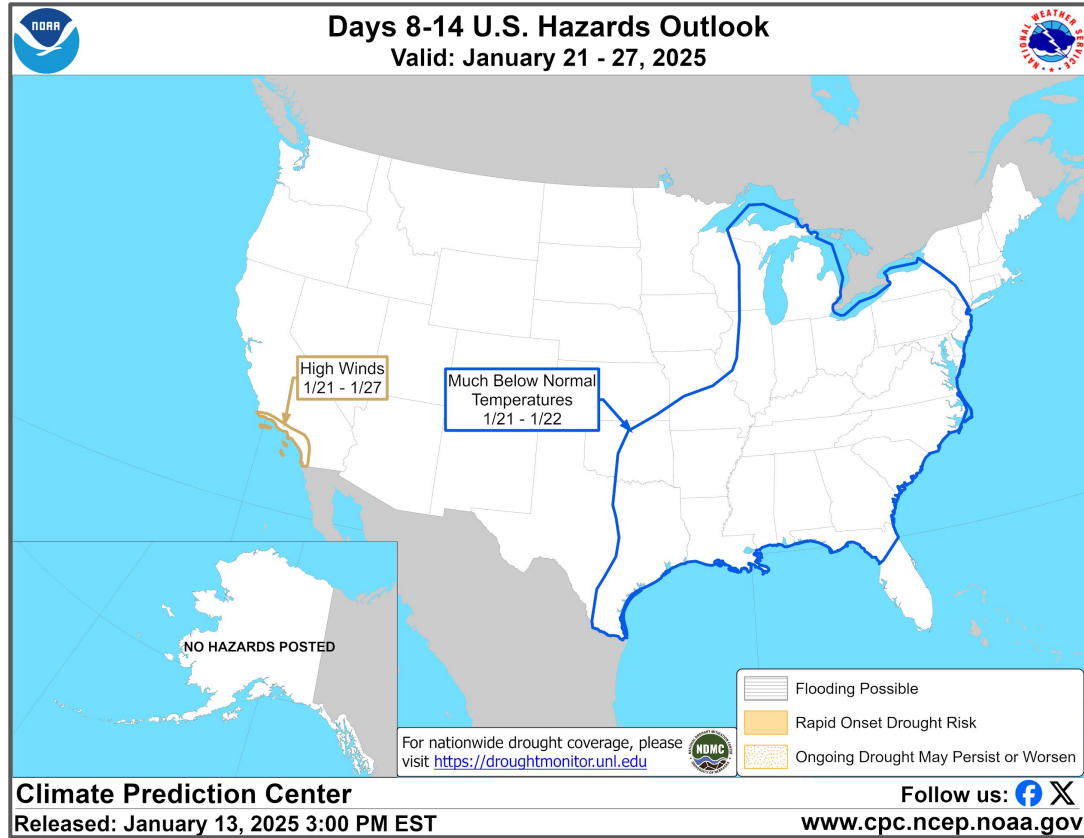 NOAA
Days 8-14 U.S. Hazards Outlook
Valid: January 21 - 27, 2025
NATIONAL WEATHER SERVICE
High Winds
1/21 - 1/27
Much Below Normal
Temperatures
1/21 - 1/22
NO HAZARDS POSTED
Flooding Possible
Rapid Onset Drought Risk
Ongoing Drought May Persist or Worsen
For nationwide drought coverage, please
visit https://droughtmonitor.unl.edu
NDMC
Climate Prediction Center
Released: January 13, 2025 3:00 PM EST
Follow us:
www.cpc.ncep.noaa.gov